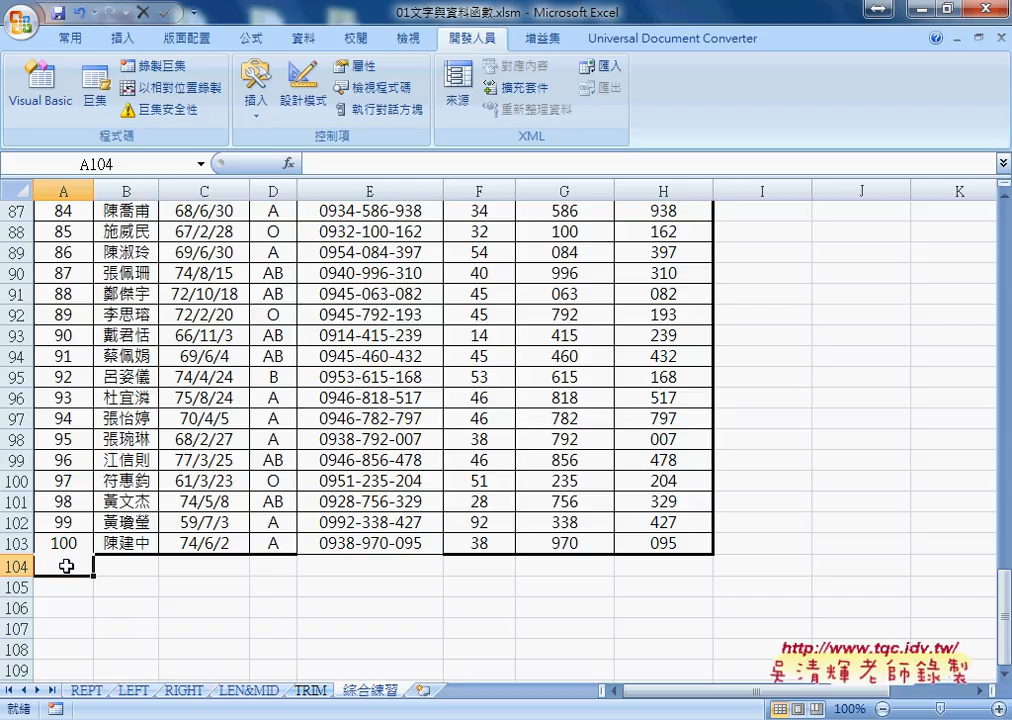 01文字與資料函數.xlsm - Microsoft Excel
常用 插入 版面配置 公式 資料 校閱 檢視 開發人員 增益集 Universal Document Converter
Visual Basic 巨集 錄製巨集 以相對位置錄製 巨集安全性 程式碼
插入 設計模式 屬性 檢視程式碼 執行對話方塊 控制項
來源 對應內容 擴充套件 重新整理資料 匯入 匯出 XML
A104 fx
A B C D E F G H I J K
87 84 陳喬甫 68/6/30 A 0934-586-938 34 586 938
88 85 施威民 67/2/28 O 0932-100-162 32 100 162
89 86 陳淑玲 69/6/30 A 0954-084-397 54 084 397
90 87 張佩珊 74/8/15 AB 0940-996-310 40 996 310
91 88 鄭傑宇 72/10/18 AB 0945-063-082 45 063 082
92 89 李思瑢 72/2/20 O 0945-792-193 45 792 193
93 90 戴君恬 66/11/3 AB 0914-415-239 14 415 239
94 91 蔡佩娟 69/6/4 AB 0945-460-432 45 460 432
95 92 呂姿儀 74/4/24 B 0953-615-168 53 615 168
96 93 杜宜潾 75/8/24 A 0946-818-517 46 818 517
97 94 張怡婷 70/4/5 A 0946-782-797 46 782 797
98 95 張琬琳 68/2/27 A 0938-792-007 38 792 007
99 96 江信則 77/3/25 AB 0946-856-478 46 856 478
100 97 符惠鈞 61/3/23 O 0951-235-204 51 235 204
101 98 黃文杰 74/5/8 AB 0928-756-329 28 756 329
102 99 黃瓊瑩 59/7/3 A 0992-338-427 92 338 427
103 100 陳建中 74/6/2 A 0938-970-095 38 970 095
104
105
106
107
108
109
http://www.tqc.idv.tw/
吳清輝老師錄製
REPT LEFT RIGHT LEN&MID TRIM 綜合練習
就緒 100%